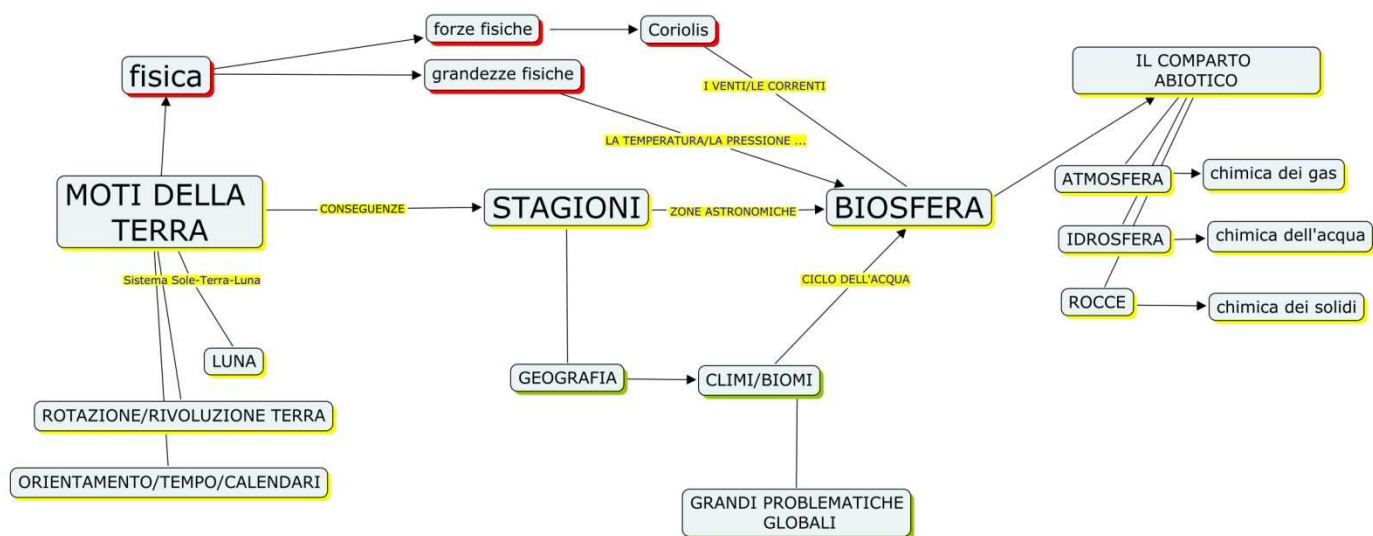 forze fisiche
Coriolis
fisica
grandezze fisiche
IL COMPARTO
ABIOTICO
I VENTI/LE CORRENTI
LA TEMPERATURA/LA PRESSIONE ...
MOTI DELLA
TERRA
CONSEGUENZE
STAGIONI
ZONE ASTRONOMICHE
BIOSFERA
ATMOSFERA
chimica dei gas
IDROSFERA
chimica dell'acqua
ROCCE
chimica dei solidi
Sistema Sole-Terra-Luna
CICLO DELL'ACQUA
LUNA
GEOGRAFIA
CLIMI/BIOMI
ROTAZIONE/RIVOLUZIONE TERRA
ORIENTAMENTO/TEMPO/CALENDARI
GRANDI PROBLEMATICHE
GLOBALI